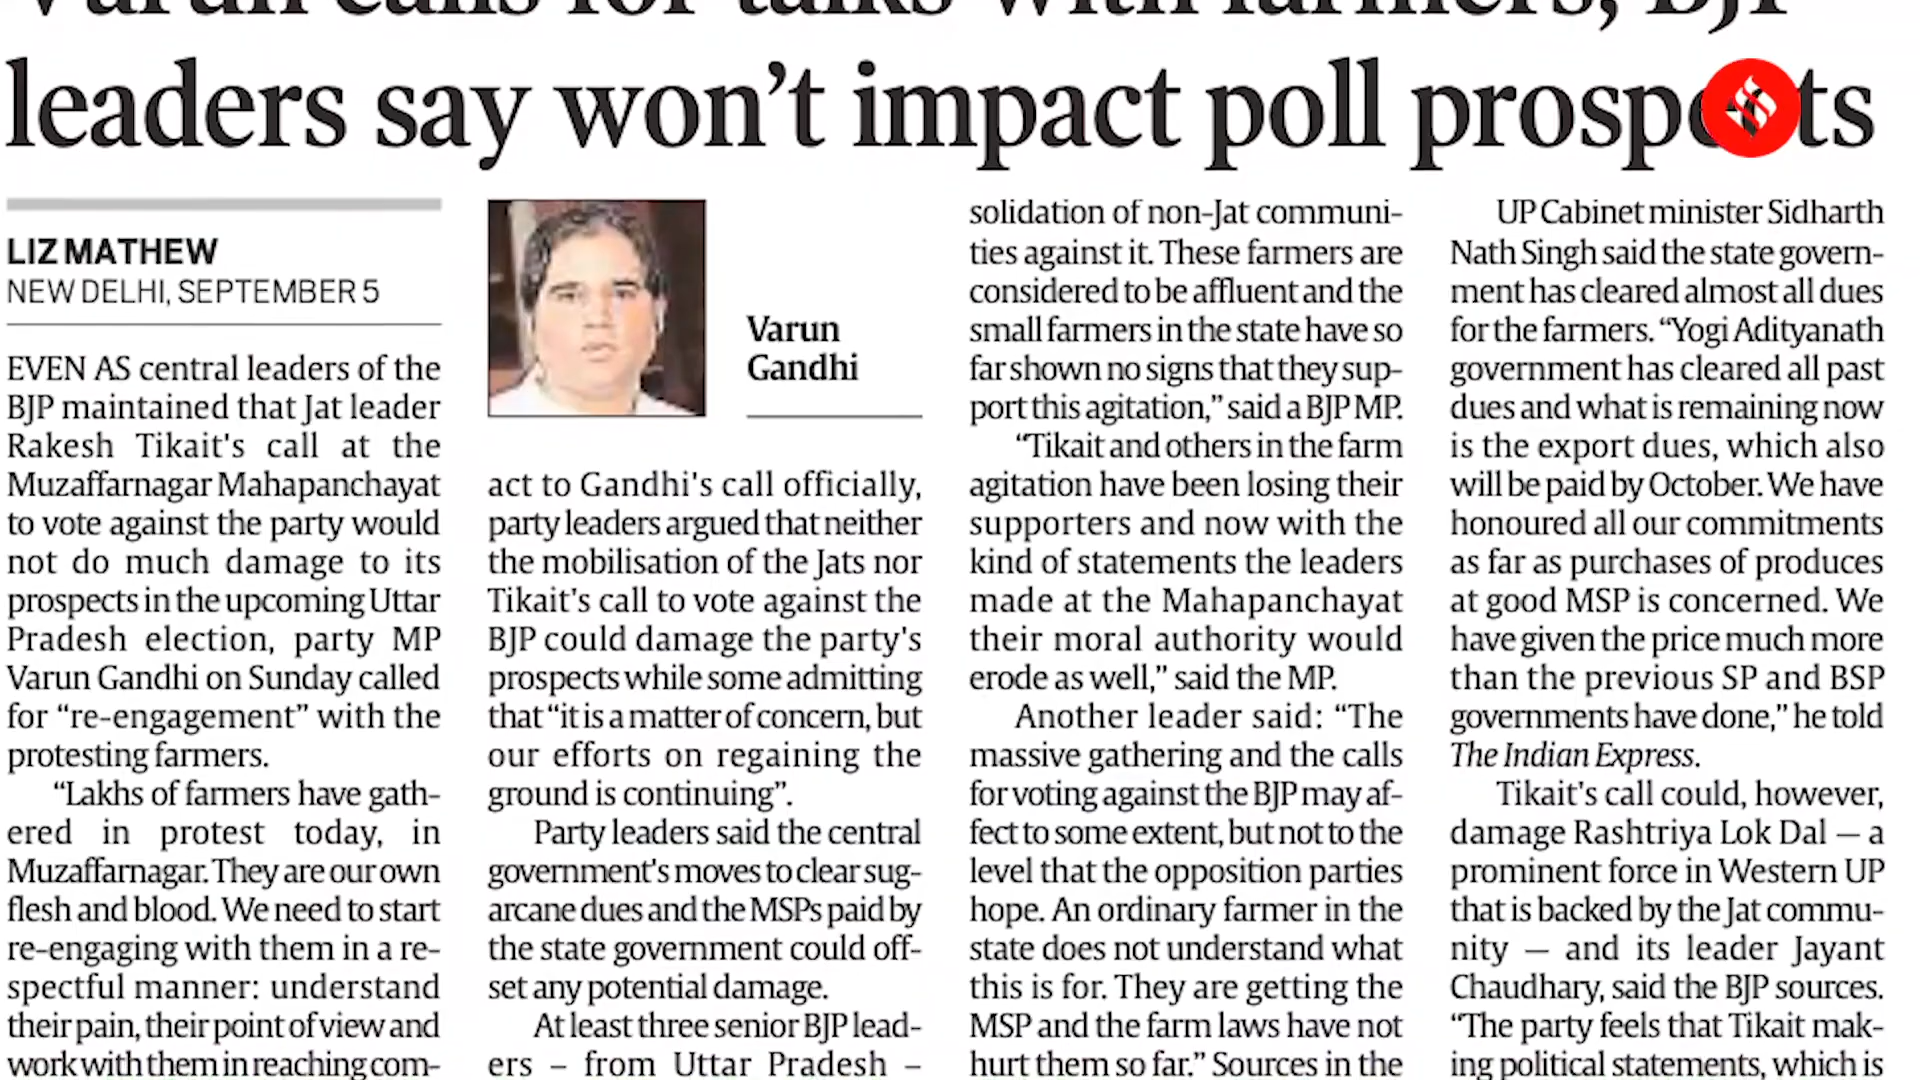 Varun calls for talks with farmers, BJP
leaders say won't impact poll prospects
LIZ MATHEW
NEW DELHI, SEPTEMBER 5
EVEN AS central leaders of the
BJP maintained that Jat leader
Rakesh Tikait's call at the
Muzaffarnagar Mahapanchayat
to vote against the party would
not do much damage to its
prospects in the upcoming Uttar
Pradesh election, party MP
Varun Gandhi on Sunday called
for “re-engagement” with the
protesting farmers.
“Lakhs of farmers have gath-
ered in protest today, in
Muzaffarnagar. They are our own
flesh and blood. We need to start
re-engaging with them in a re-
spectful manner: understand
their pain, their point of view and
work with them in reaching com-
Varun
Gandhi
act to Gandhi's call officially,
party leaders argued that neither
the mobilisation of the Jats nor
Tikait's call to vote against the
BJP could damage the party's
prospects while some admitting
that “it is a matter of concern, but
our efforts on regaining the
ground is continuing”.
Party leaders said the central
government's moves to clear sug-
arcane dues and the MSPs paid by
the state government could off-
set any potential damage.
At least three senior BJP lead-
ers – from Uttar Pradesh –
solidation of non-Jat communi-
ties against it. These farmers are
considered to be affluent and the
small farmers in the state have so
far shown no signs that they sup-
port this agitation,” said a BJP MP.
“Tikait and others in the farm
agitation have been losing their
supporters and now with the
kind of statements the leaders
made at the Mahapanchayat
their moral authority would
erode as well,” said the MP.
Another leader said: “The
massive gathering and the calls
for voting against the BJP may af-
fect to some extent, but not to the
level that the opposition parties
hope. An ordinary farmer in the
state does not understand what
this is for. They are getting the
MSP and the farm laws have not
hurt them so far.” Sources in the
UP Cabinet minister Sidharth
Nath Singh said the state govern-
ment has cleared almost all dues
for the farmers. “Yogi Adityanath
government has cleared all past
dues and what is remaining now
is the export dues, which also
will be paid by October. We have
honoured all our commitments
as far as purchases of produces
at good MSP is concerned. We
have given the price much more
than the previous SP and BSP
governments have done,” he told
The Indian Express.
Tikait's call could, however,
damage Rashtriya Lok Dal — a
prominent force in Western UP
that is backed by the Jat commu-
nity — and its leader Jayant
Chaudhary, said the BJP sources.
“The party feels that Tikait mak-
ing political statements, which is